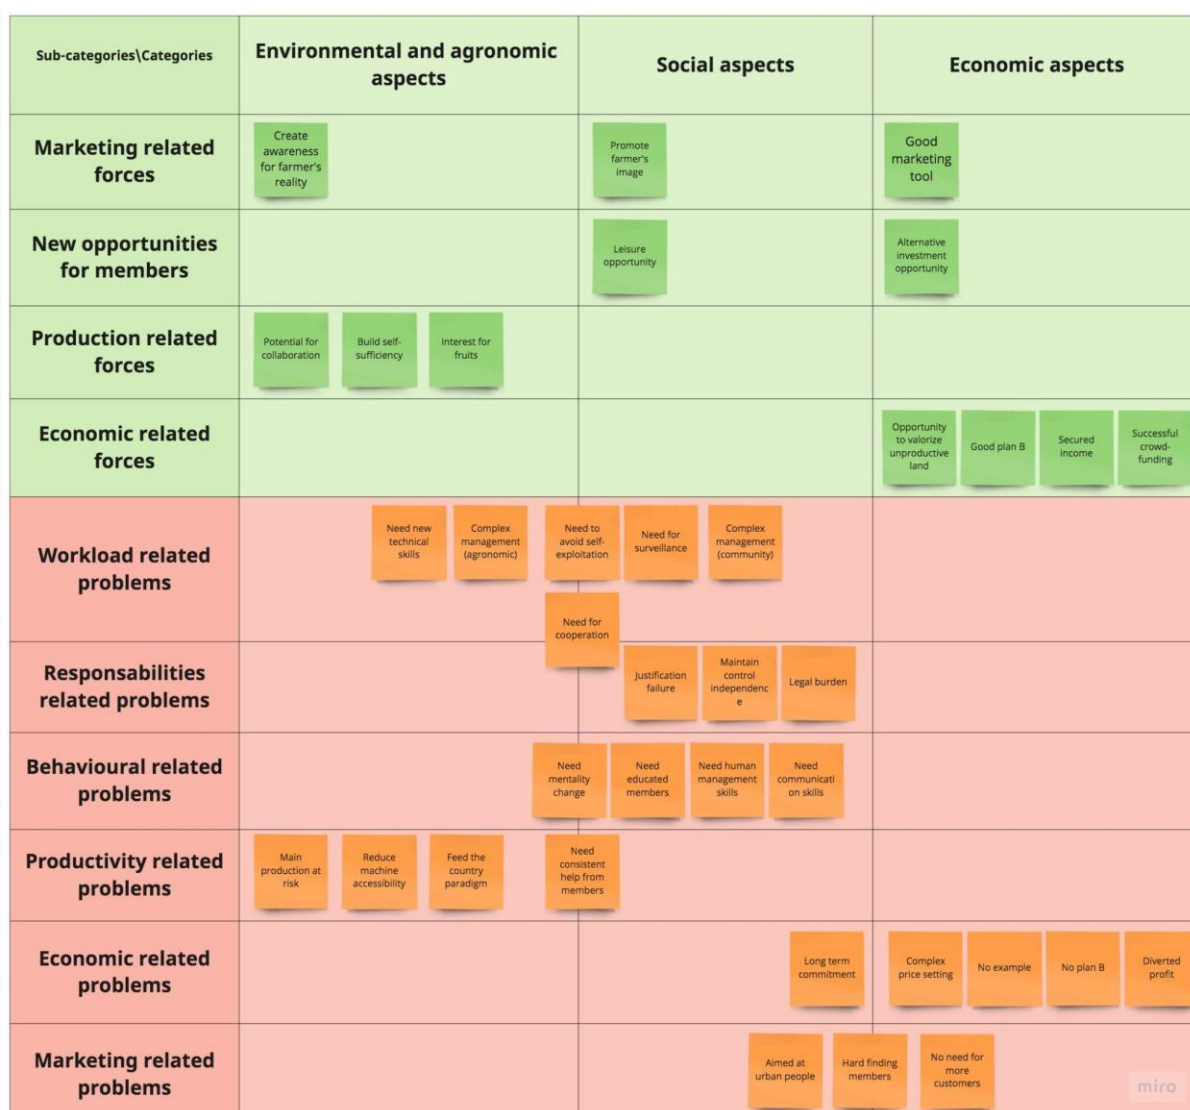 Sub-categories\Categories
Environmental and agronomic
aspects
Social aspects
Economic aspects
Marketing related
forces
Create
awareness
for farmer's
reality
Promote
farmer's
image
Good
marketing
tool
New opportunities
for members
Leisure
opportunity
Alternative
investment
opportunity
Production related
forces
Potential for
collaboration
Build self-
sufficiency
Interest for
fruits
Economic related
forces
Opportunity
to valorize
unproductive
land
Good plan B
Secured
income
Successful
crowd-
funding
Workload related
problems
Need new
technical
skills
Complex
management
(agronomic)
Need to
avoid self-
exploitation
Need for
surveillance
Complex
management
(community)
Need for
cooperation
Responsabilities
related problems
Justification
failure
Maintain
control
independenc
e
Legal burden
Behavioural related
problems
Need
mentality
change
Need
educated
members
Need human
management
skills
Need
communicati
on skills
Productivity related
problems
Main
production at
risk
Reduce
machine
accessibility
Feed the
country
paradigm
Need
consistent
help from
members
Economic related
problems
Long term
commitment
Complex
price setting
No example
No plan B
Diverted
profit
Marketing related
problems
Aimed at
urban people
Hard finding
members
No need for
more
customers
miro